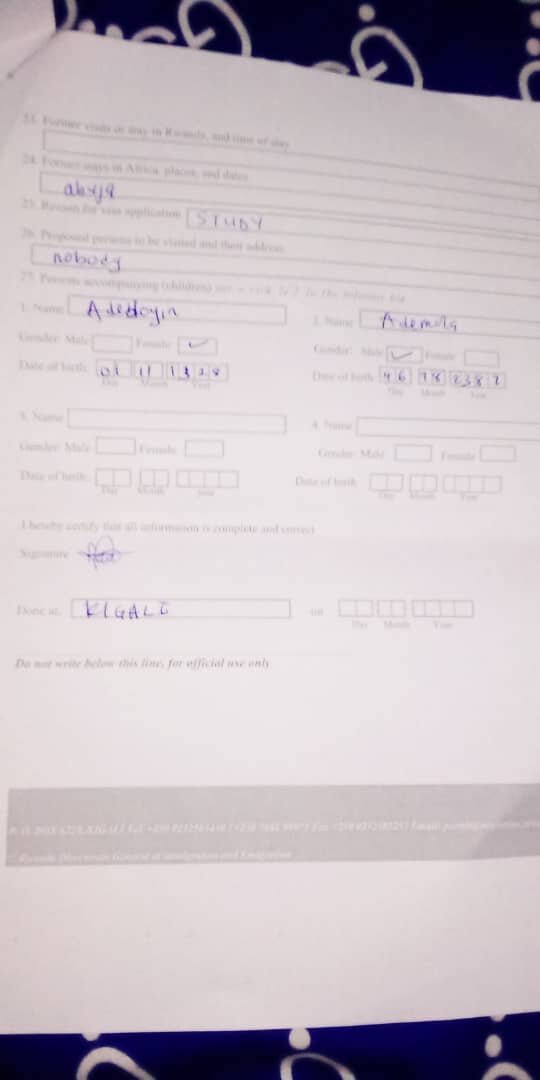 23. Former visits or stay in Rwanda, and time of stay
24. Former stays in Africa, places, and dates
abuja
25. Reason for visa application STUDY
26. Proposed persons to be visited and their address
nobody
27. Persons accompanying (children)
1. Name Adedoyin 2. Name Ademola
Gender: Male Female ✓ Gender: Male ✓ Female
Date of birth 01 11 1328 Date of birth 46 78 2382
Day Month Year Day Month Year
3. Name 4. Name
Gender: Male Female Gender: Male Female
Date of birth Date of birth
Day Month Year Day Month Year
I hereby certify that all information is complete and correct
Signature
Done at KIGALI on
Day Month Year
Do not write below this line, for official use only
Rwanda Directorate General of Immigration and Emigration